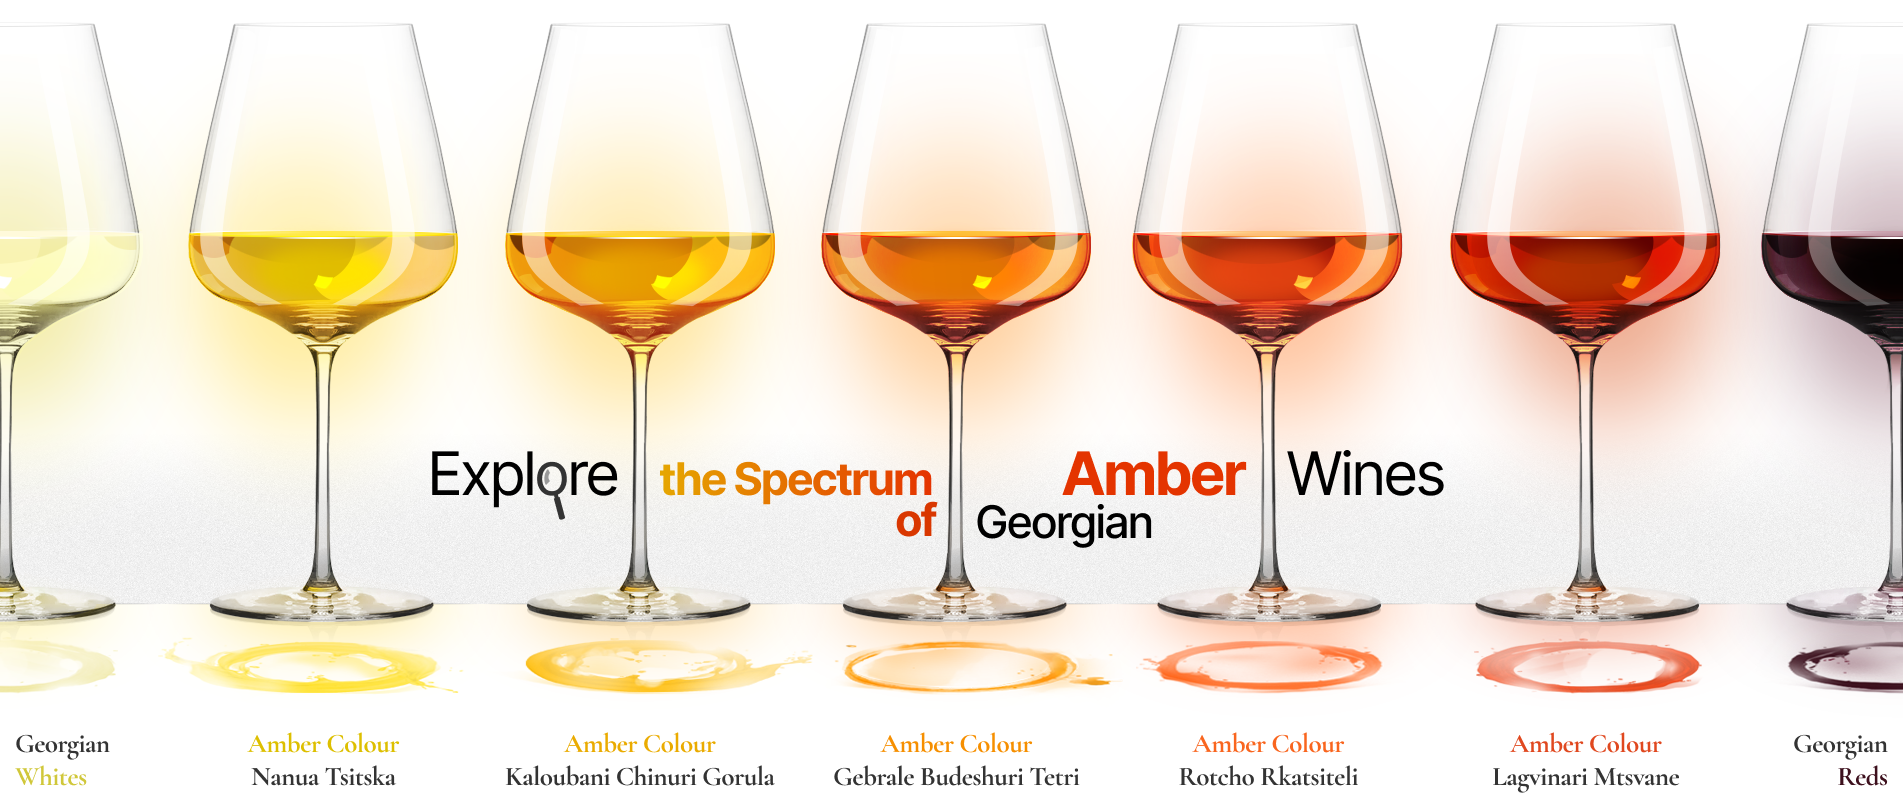 Explore the Spectrum of Georgian Amber Wines
Georgian
Whites
Amber Colour
Nanua Tsitska
Amber Colour
Kaloubani Chinuri Gorula
Amber Colour
Gebrale Budeshuri Tetri
Amber Colour
Rotcho Rkatsiteli
Amber Colour
Lagvinari Mtsvane
Georgian
Reds